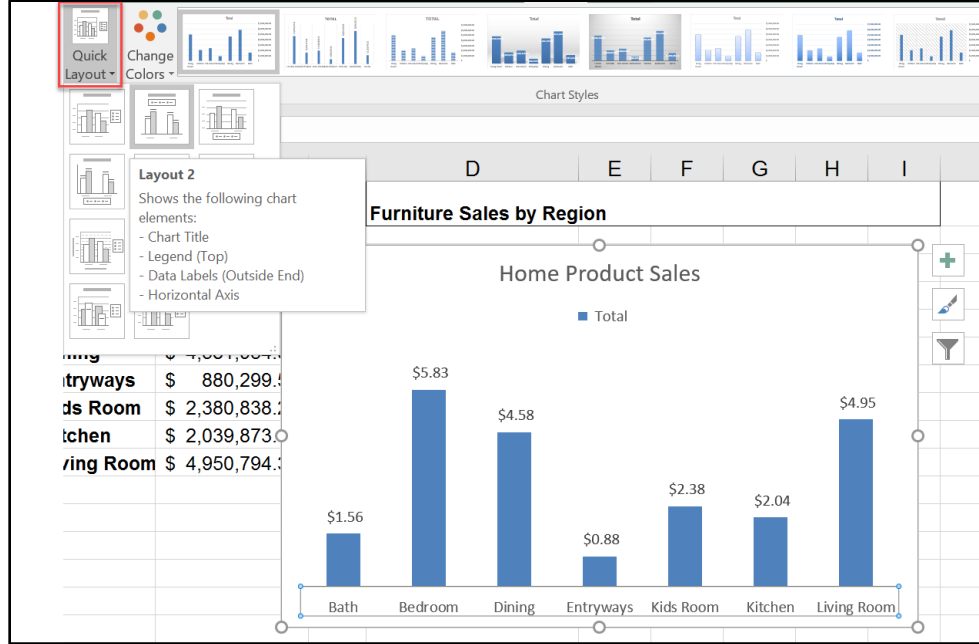 Quick
Layout
Change
Colors
Chart Styles
Layout 2
Shows the following chart
elements:
- Chart Title
- Legend (Top)
- Data Labels (Outside End)
- Horizontal Axis
D E F G H I
Furniture Sales by Region
Home Product Sales
Total
$5.83
$4.58
$4.95
$2.38
$2.04
$1.56
$0.88
Bath Bedroom Dining Entryways Kids Room Kitchen Living Room
tryways $ 880,299.
ds Room $ 2,380,838.
tchen $ 2,039,873.
ving Room $ 4,950,794.